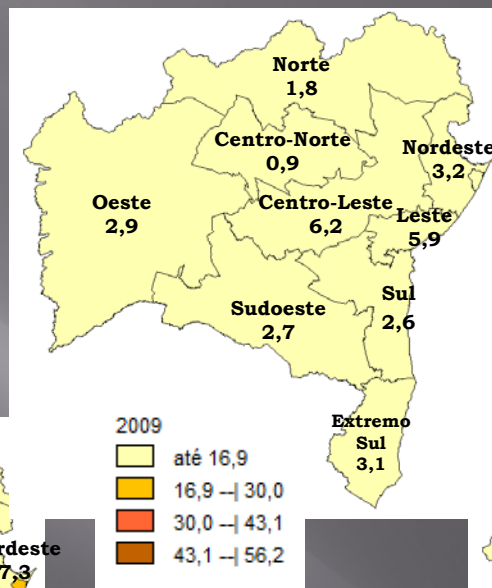 Norte
1,8
Centro-Norte
0,9
Nordeste
3,2
Oeste
2,9
Centro-Leste
6,2
Leste
5,9
Sudoeste
2,7
Sul
2,6
Extremo
Sul
3,1
2009
até 16,9
16,9 --| 30,0
30,0 --| 43,1
43,1 --| 56,2
rdeste
7,3